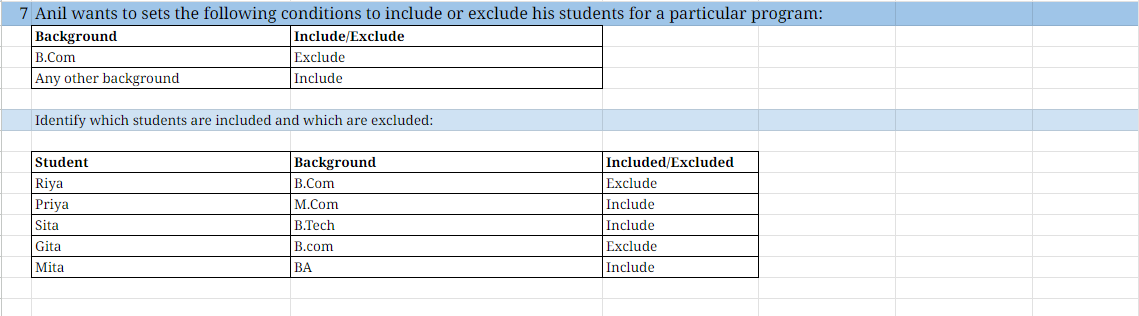 7 Anil wants to sets the following conditions to include or exclude his students for a particular program:
Background Include/Exclude
B.Com Exclude
Any other background Include
Identify which students are included and which are excluded:
Student Background Included/Excluded
Riya B.Com Exclude
Priya M.Com Include
Sita B.Tech Include
Gita B.com Exclude
Mita BA Include